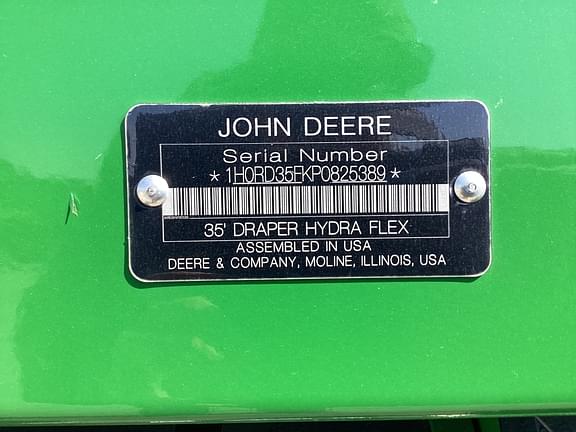 JOHN DEERE
Serial Number
*1H0RD35FKP0825389*
35' DRAPER HYDRA FLEX
ASSEMBLED IN USA
DEERE & COMPANY, MOLINE, ILLINOIS, USA